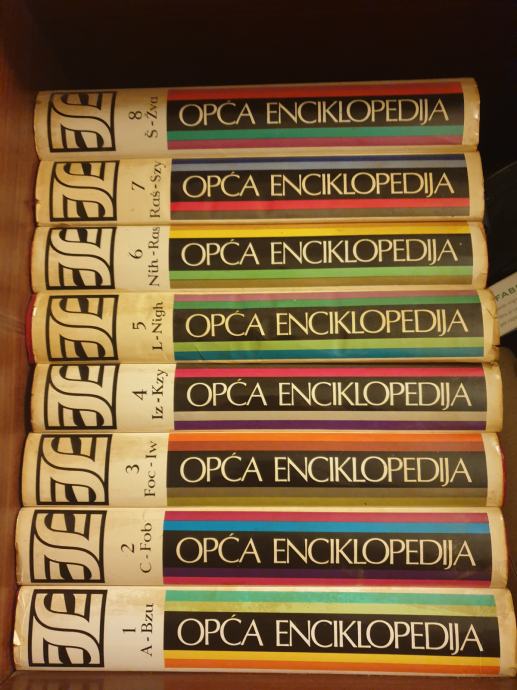 8
Š-Žva
OPĆA ENCIKLOPEDIJA
7
Raš-Szy
OPĆA ENCIKLOPEDIJA
6
Nih-Ras
OPĆA ENCIKLOPEDIJA
5
L-Nigh
OPĆA ENCIKLOPEDIJA
4
Iz-Kzy
OPĆA ENCIKLOPEDIJA
3
Foc-Iw
OPĆA ENCIKLOPEDIJA
2
C-Fob
OPĆA ENCIKLOPEDIJA
1
A-Bzu
OPĆA ENCIKLOPEDIJA